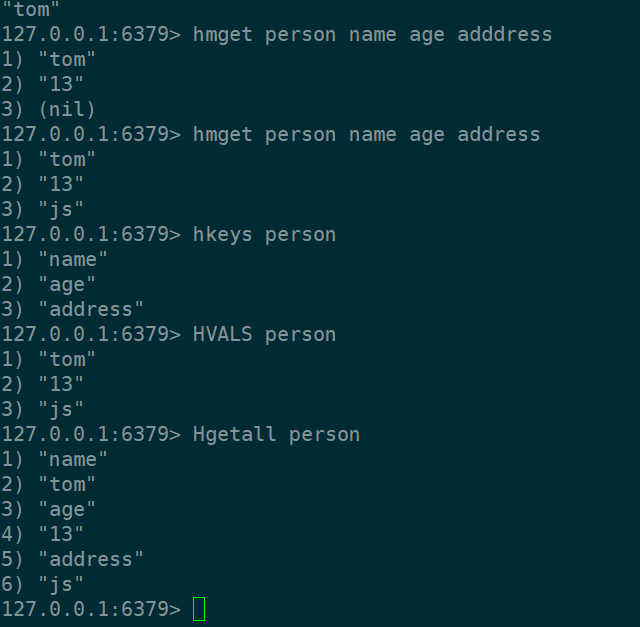 "tom"
127.0.0.1:6379> hmget person name age adddress
1) "tom"
2) "13"
3) (nil)
127.0.0.1:6379> hmget person name age address
1) "tom"
2) "13"
3) "js"
127.0.0.1:6379> hkeys person
1) "name"
2) "age"
3) "address"
127.0.0.1:6379> HVALS person
1) "tom"
2) "13"
3) "js"
127.0.0.1:6379> Hgetall person
1) "name"
2) "tom"
3) "age"
4) "13"
5) "address"
6) "js"
127.0.0.1:6379>